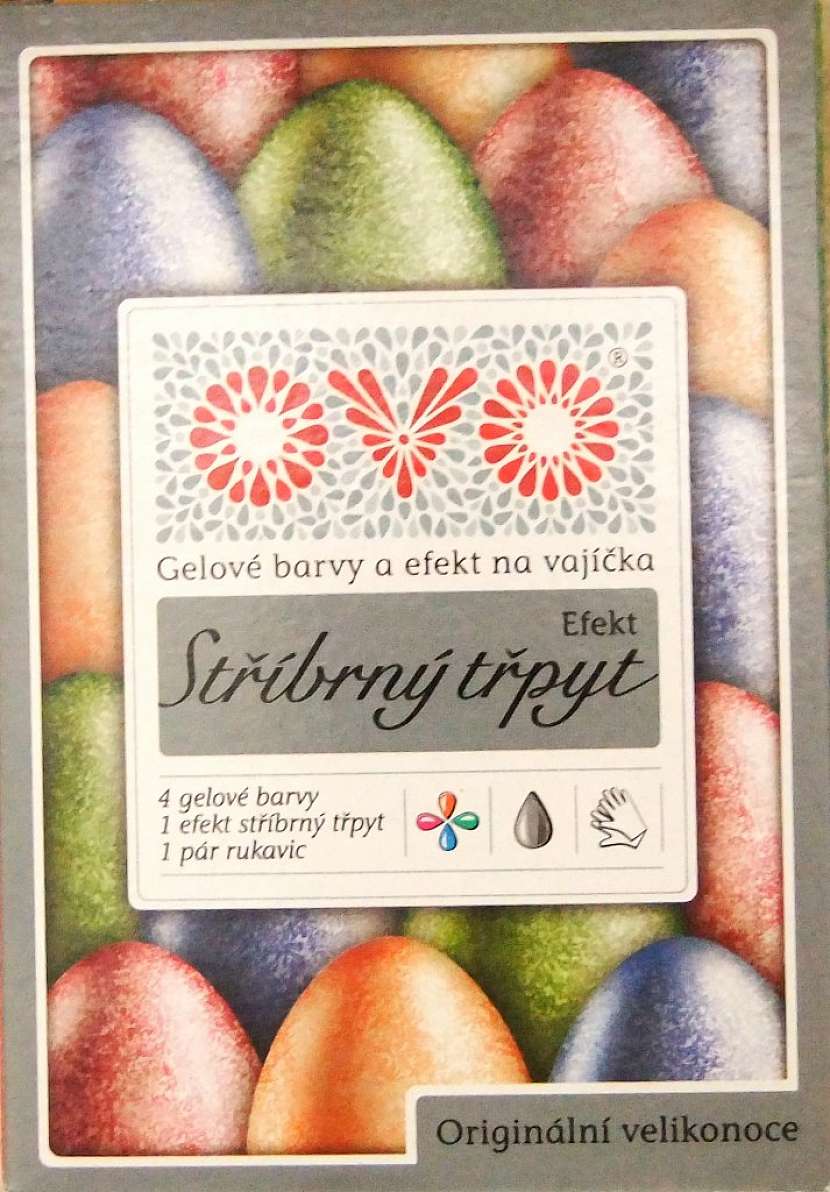 OVO®
Gelové barvy a efekt na vajíčka
Efekt
Stříbrný třpyt
4 gelové barvy
1 efekt stříbrný třpyt
1 pár rukavic
Originální velikonoce